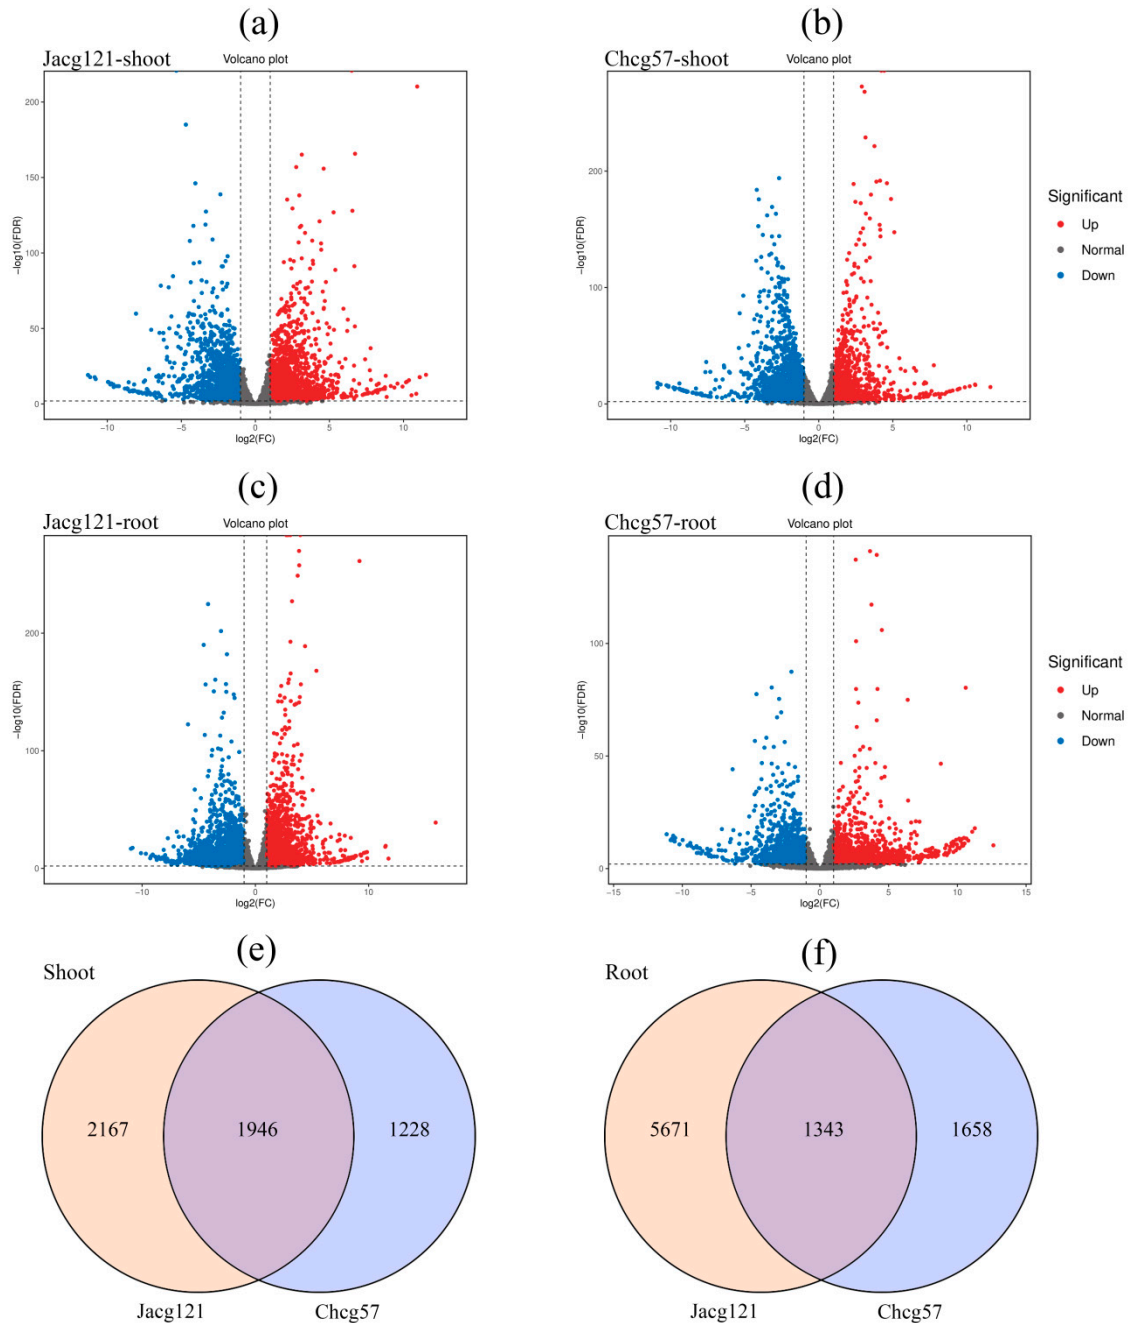 (a)
Jacg121-shoot
Volcano plot
200
150
100
50
0
−log10(FDR)
−10
−5
0
5
10
log2(FC)
(b)
Chcg57-shoot
Volcano plot
200
100
0
−log10(FDR)
−10
−5
0
5
10
log2(FC)
Significant
Up
Normal
Down
(c)
Jacg121-root
Volcano plot
200
100
0
−log10(FDR)
−10
0
10
log2(FC)
(d)
Chcg57-root
Volcano plot
100
50
0
−log10(FDR)
−15
−10
−5
0
5
10
15
log2(FC)
Significant
Up
Normal
Down
(e)
Shoot
2167
1946
1228
Jacg121
Chcg57
(f)
Root
5671
1343
1658
Jacg121
Chcg57